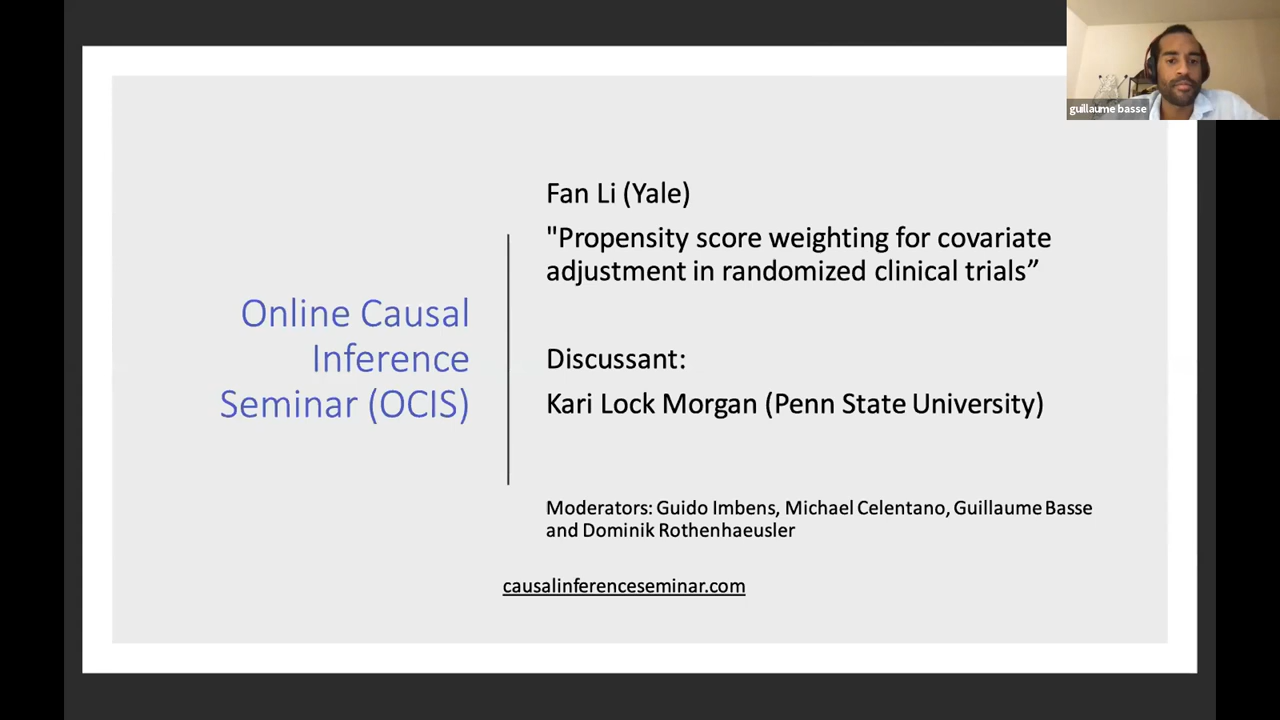 guillaume basse
Fan Li (Yale)
"Propensity score weighting for covariate
adjustment in randomized clinical trials”
Online Causal
Inference
Seminar (OCIS)
Discussant:
Kari Lock Morgan (Penn State University)
Moderators: Guido Imbens, Michael Celentano, Guillaume Basse
and Dominik Rothenhaeusler
causalinferenceseminar.com